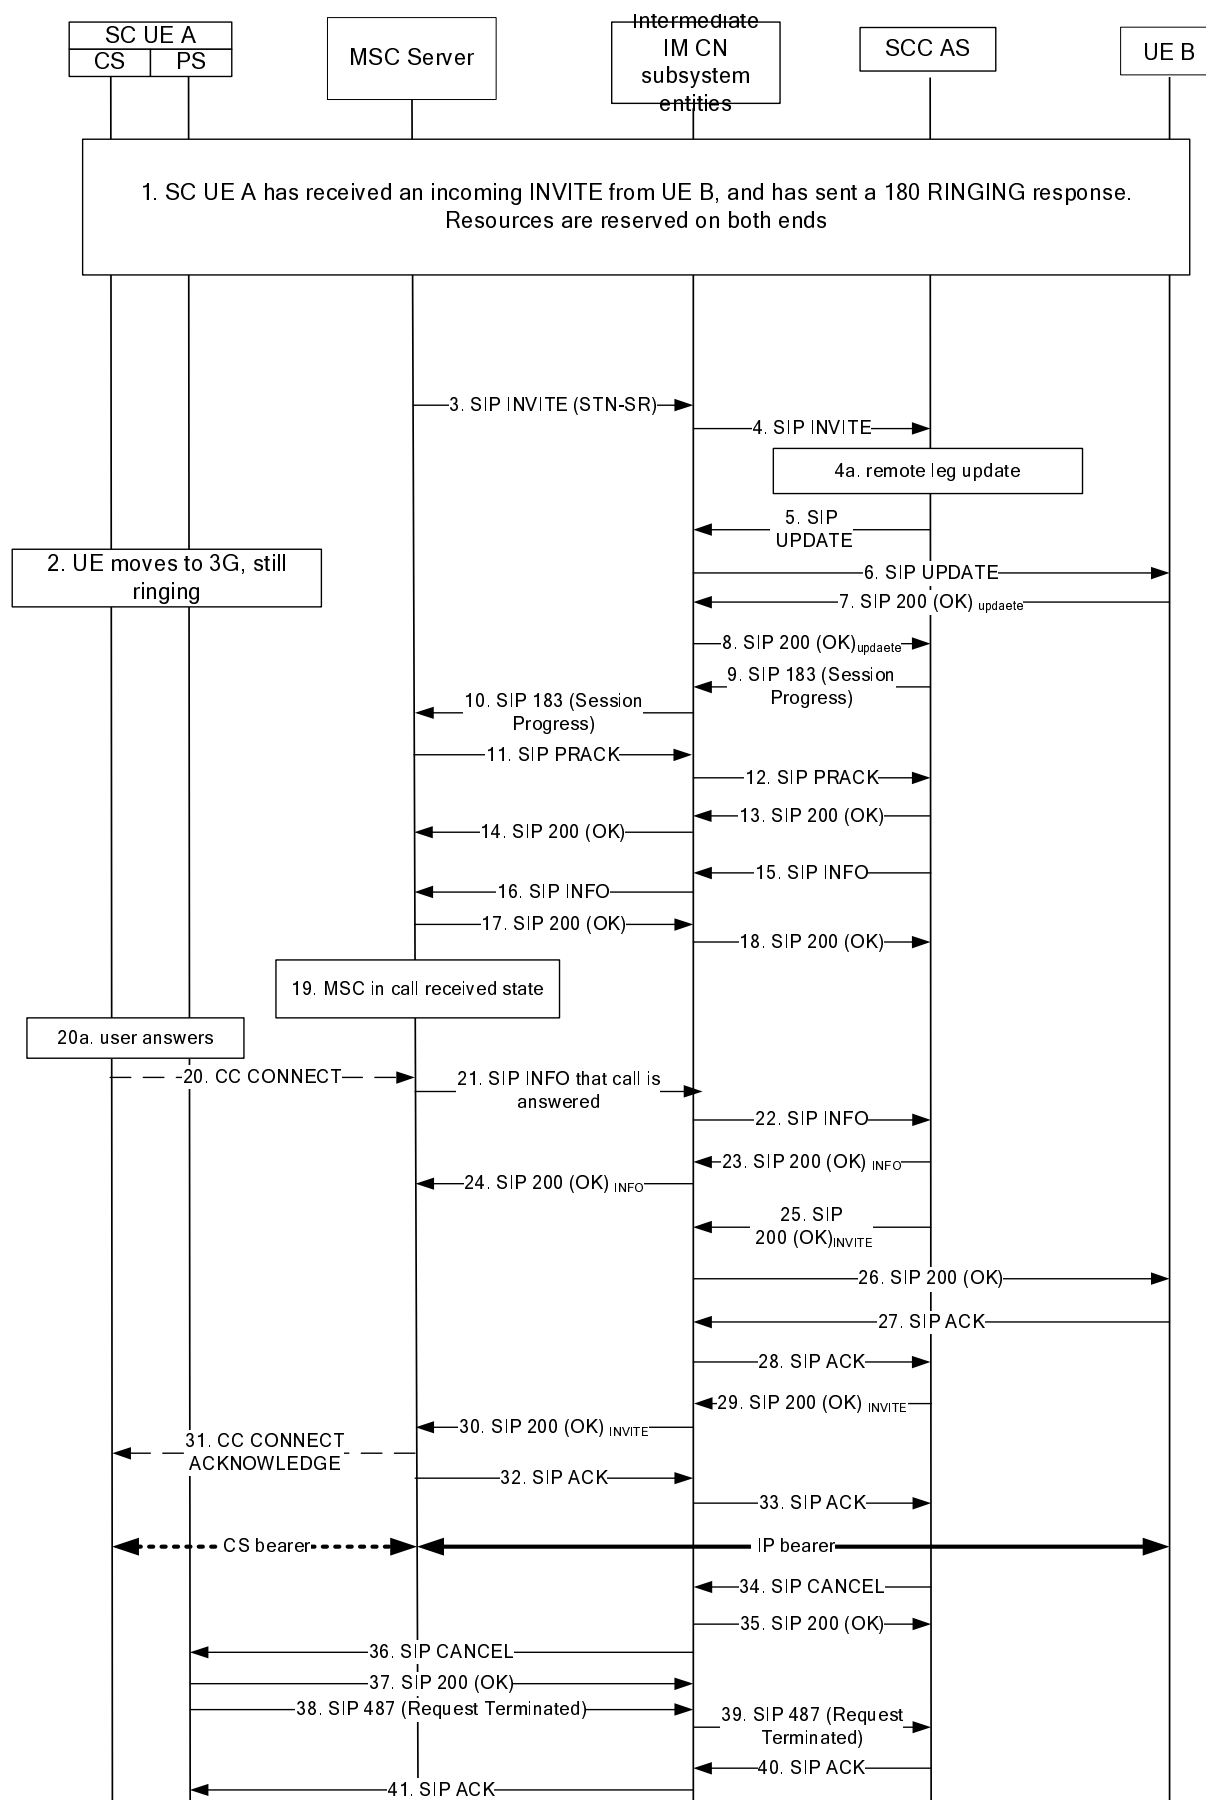 SC UE A
CS
PS
MSC Server
Intermediate
IM CN
subsystem
entities
SCC AS
UE B
1. SC UE A has received an incoming INVITE from UE B, and has sent a 180 RINGING response.
Resources are reserved on both ends
3. SIP INVITE (STN-SR)
4. SIP INVITE
4a. remote leg update
5. SIP
UPDATE
2. UE moves to 3G, still
ringing
6. SIP UPDATE
7. SIP 200 (OK) updaete
8. SIP 200 (OK)updaete
9. SIP 183 (Session
Progress)
10. SIP 183 (Session
Progress)
11. SIP PRACK
12. SIP PRACK
13. SIP 200 (OK)
14. SIP 200 (OK)
15. SIP INFO
16. SIP INFO
17. SIP 200 (OK)
18. SIP 200 (OK)
19. MSC in call received state
20a. user answers
20. CC CONNECT
21. SIP INFO that call is
answered
22. SIP INFO
23. SIP 200 (OK) INFO
24. SIP 200 (OK) INFO
25. SIP
200 (OK)INVITE
26. SIP 200 (OK)
27. SIP ACK
28. SIP ACK
29. SIP 200 (OK) INVITE
30. SIP 200 (OK) INVITE
31. CC CONNECT
ACKNOWLEDGE
32. SIP ACK
33. SIP ACK
CS bearer
IP bearer
34. SIP CANCEL
35. SIP 200 (OK)
36. SIP CANCEL
37. SIP 200 (OK)
38. SIP 487 (Request Terminated)
39. SIP 487 (Request
Terminated)
40. SIP ACK
41. SIP ACK